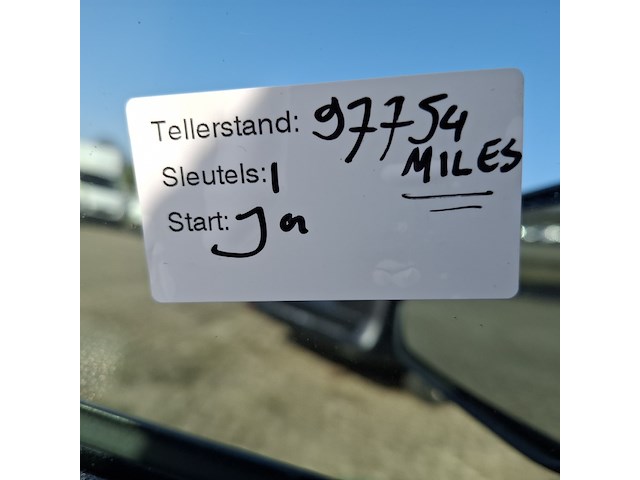 Tellerstand: 97754
MILES
Sleutels: 1
Start: Ja